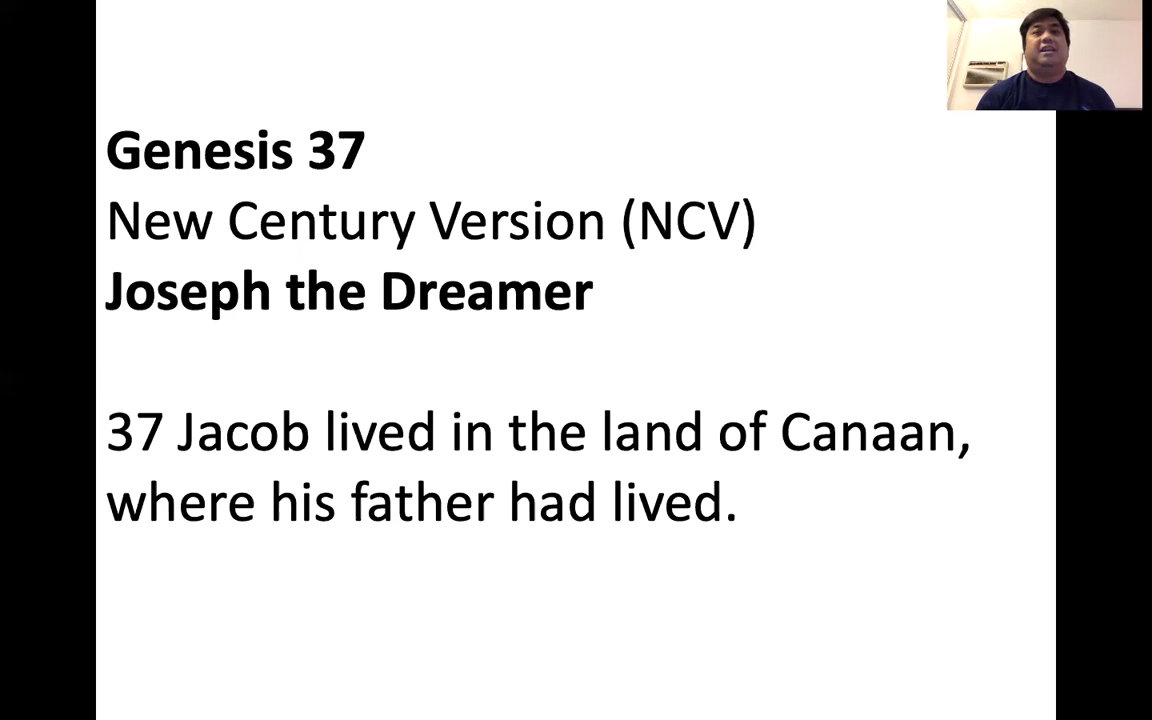 Genesis 37
New Century Version (NCV)
Joseph the Dreamer
37 Jacob lived in the land of Canaan,
where his father had lived.